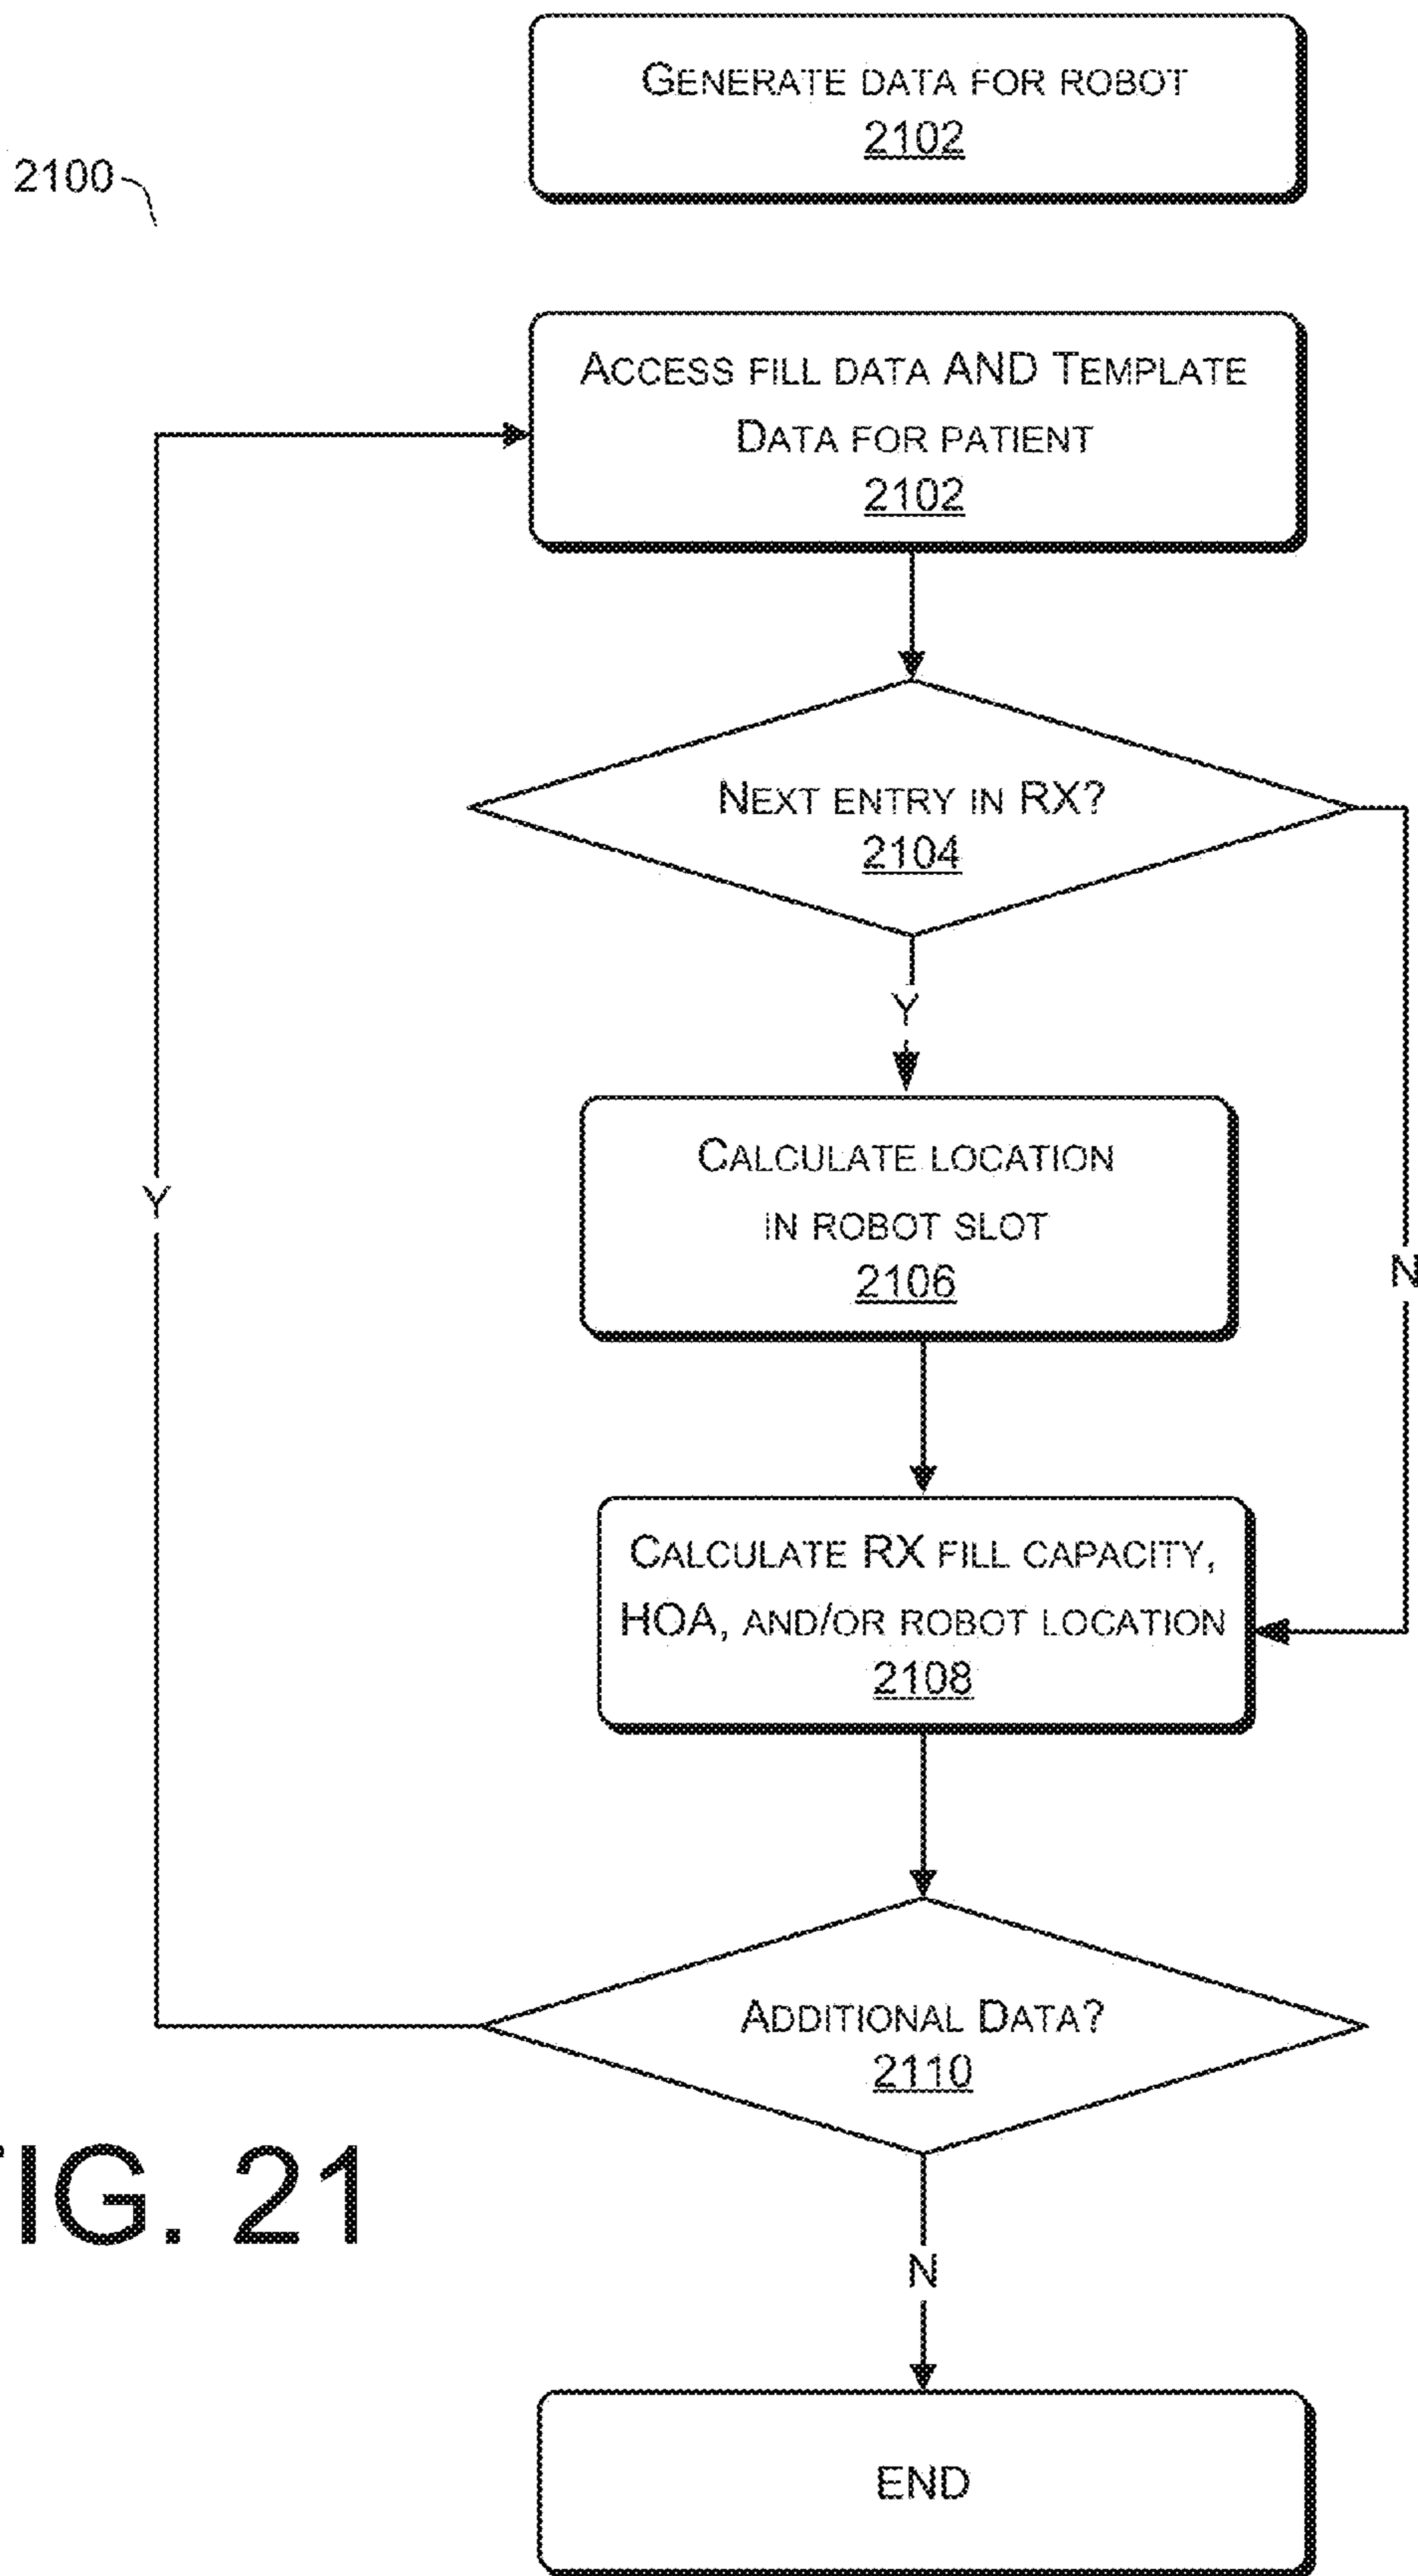 GENERATE DATA FOR ROBOT
2102
2100
ACCESS FILL DATA AND TEMPLATE
DATA FOR PATIENT
2102
NEXT ENTRY IN RX?
2104
Y
CALCULATE LOCATION
IN ROBOT SLOT
2106
Y
N
CALCULATE RX FILL CAPACITY,
HOA, AND/OR ROBOT LOCATION
2108
ADDITIONAL DATA?
2110
IG. 21
N
END